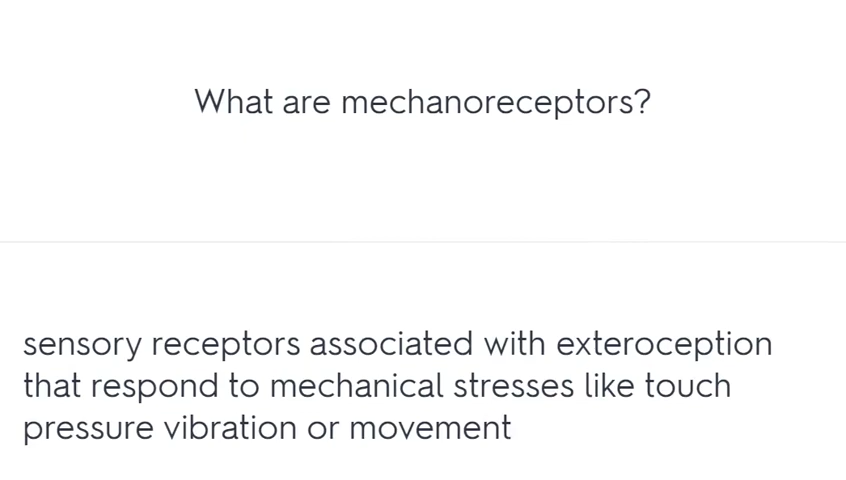 What are mechanoreceptors?
sensory receptors associated with exteroception
that respond to mechanical stresses like touch
pressure vibration or movement